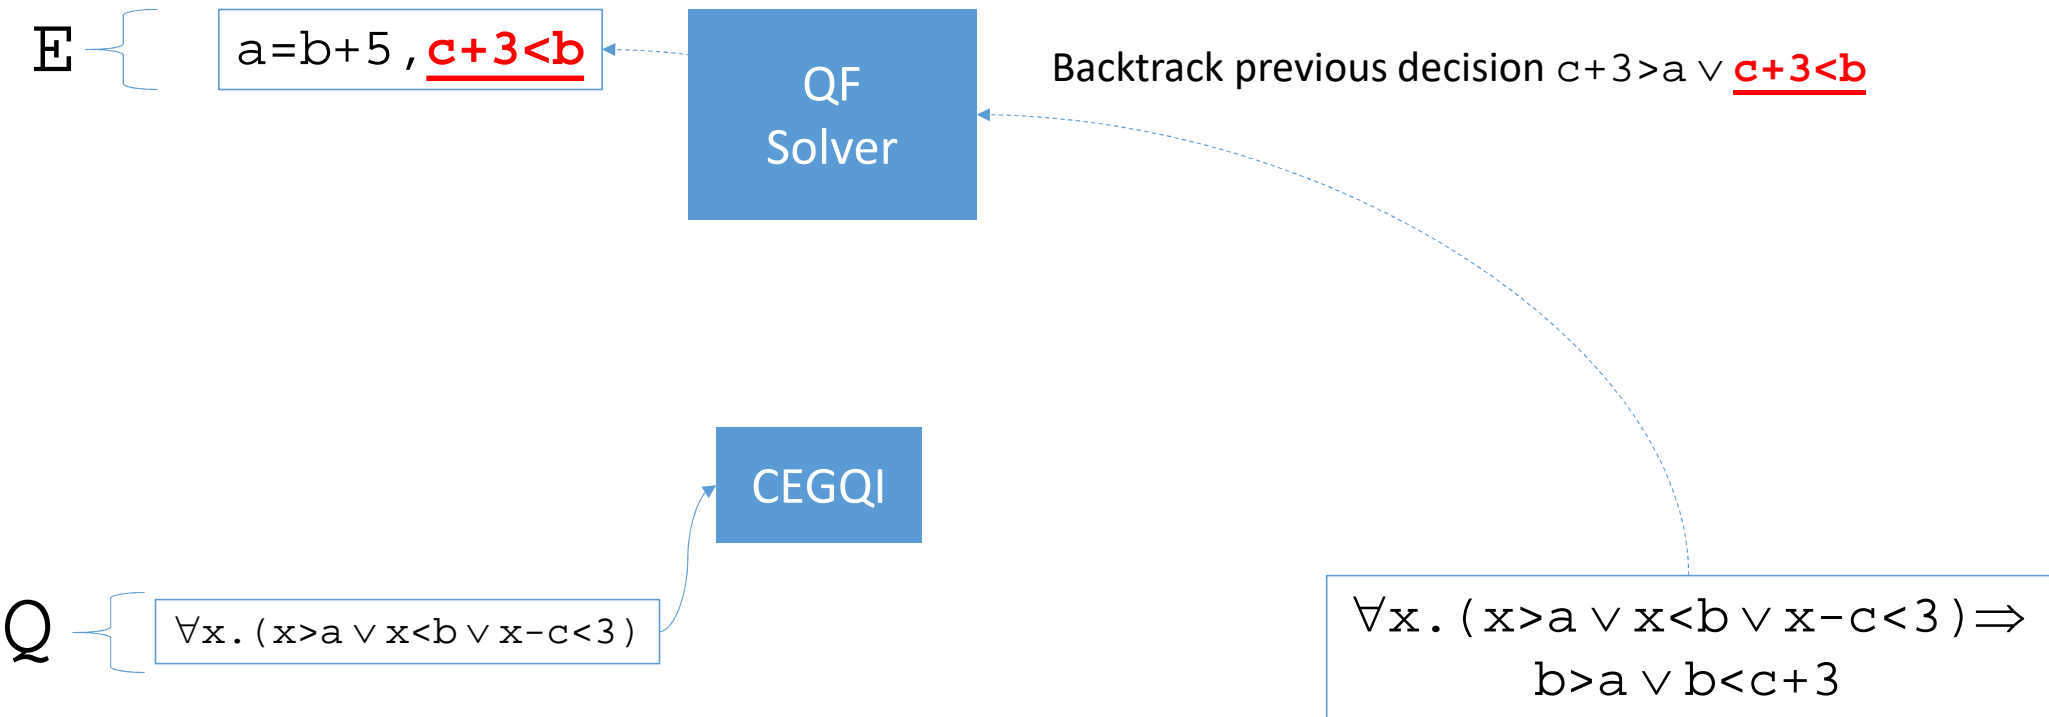 E
a=b+5,c+3<b
QF
Solver
Backtrack previous decision c+3>a ∨ c+3<b
CEGQI
Q
∀x.(x>a ∨ x<b ∨ x-c<3)
∀x.(x>a ∨ x<b ∨ x-c<3)⇒
b>a ∨ b<c+3